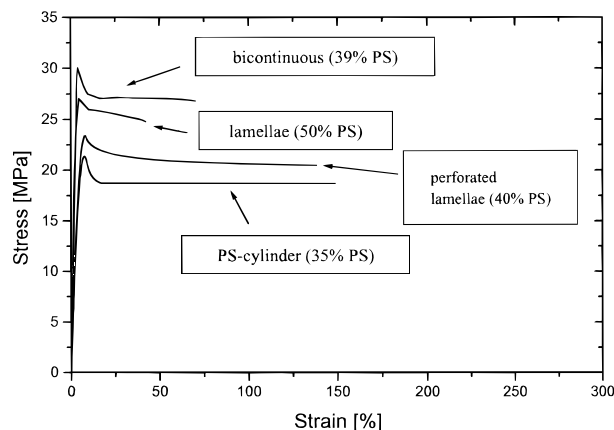 35
30
25
20
15
10
5
0
Stress [MPa]
bicontinuous (39% PS)
lamellae (50% PS)
perforated
lamellae (40% PS)
PS-cylinder (35% PS)
0 50 100 150 200 250 300
Strain [%]